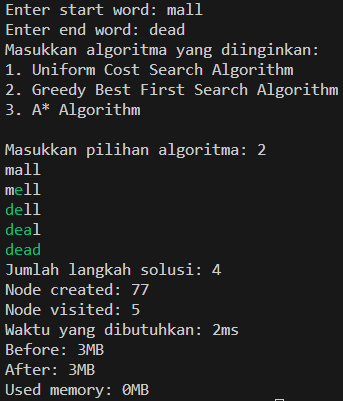 Enter start word: mall
Enter end word: dead
Masukkan algoritma yang diinginkan:
1. Uniform Cost Search Algorithm
2. Greedy Best First Search Algorithm
3. A* Algorithm
Masukkan pilihan algoritma: 2
mall
mell
dell
deal
dead
Jumlah langkah solusi: 4
Node created: 77
Node visited: 5
Waktu yang dibutuhkan: 2ms
Before: 3MB
After: 3MB
Used memory: 0MB